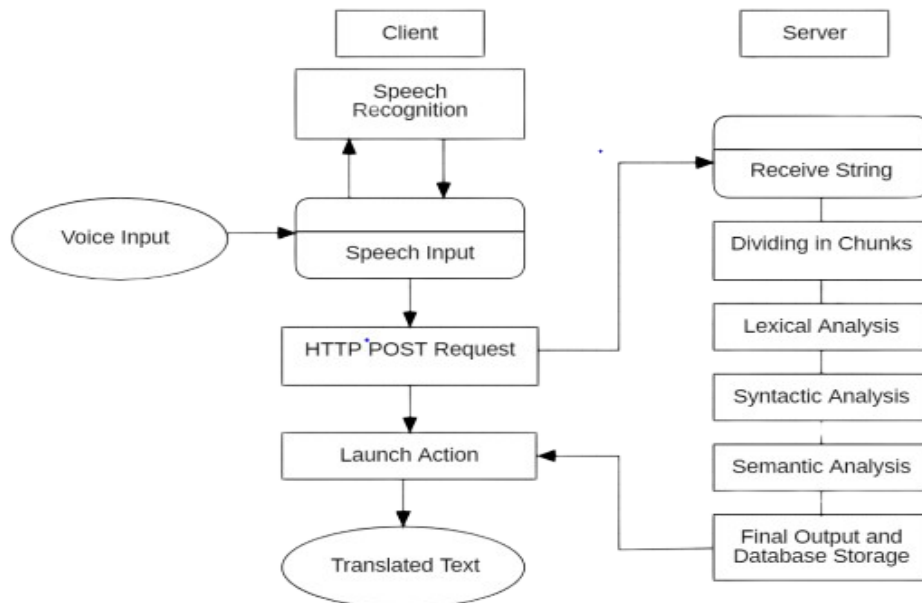 Client
Server
Speech
Recognition
Receive String
Voice Input
Speech Input
Dividing in Chunks
HTTP POST Request
Lexical Analysis
Syntactic Analysis
Launch Action
Semantic Analysis
Final Output and
Database Storage
Translated Text